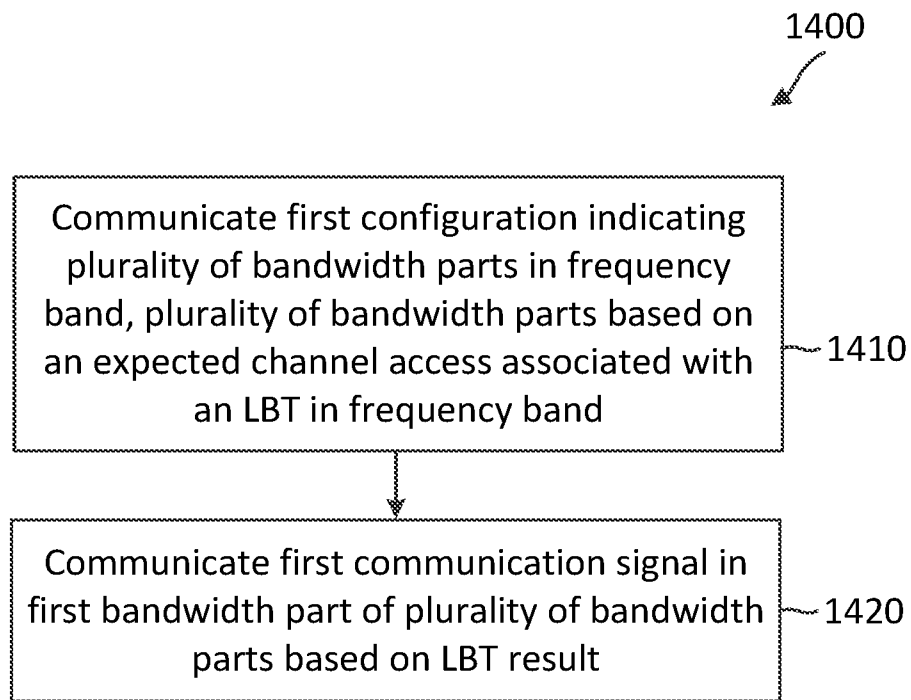 1400
Communicate first configuration indicating
plurality of bandwidth parts in frequency
band, plurality of bandwidth parts based on
an expected channel access associated with
an LBT in frequency band
1410
Communicate first communication signal in
first bandwidth part of plurality of bandwidth
parts based on LBT result
1420